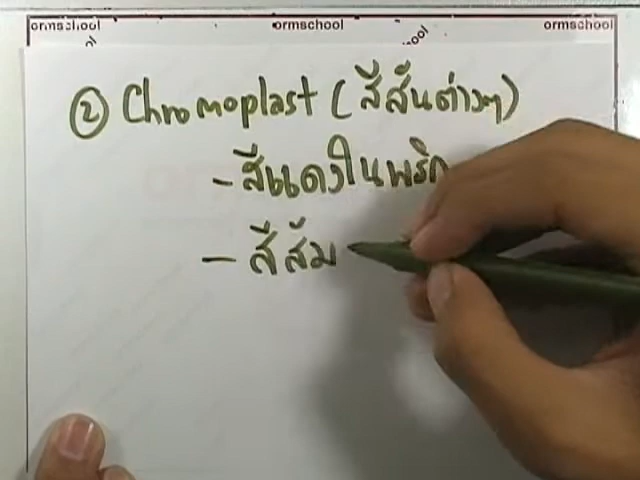 ormschool ormschool ormschool
ool
② Chromoplast (สีสันต่างๆ)
- สีแดงในพริก
- สีส้ม